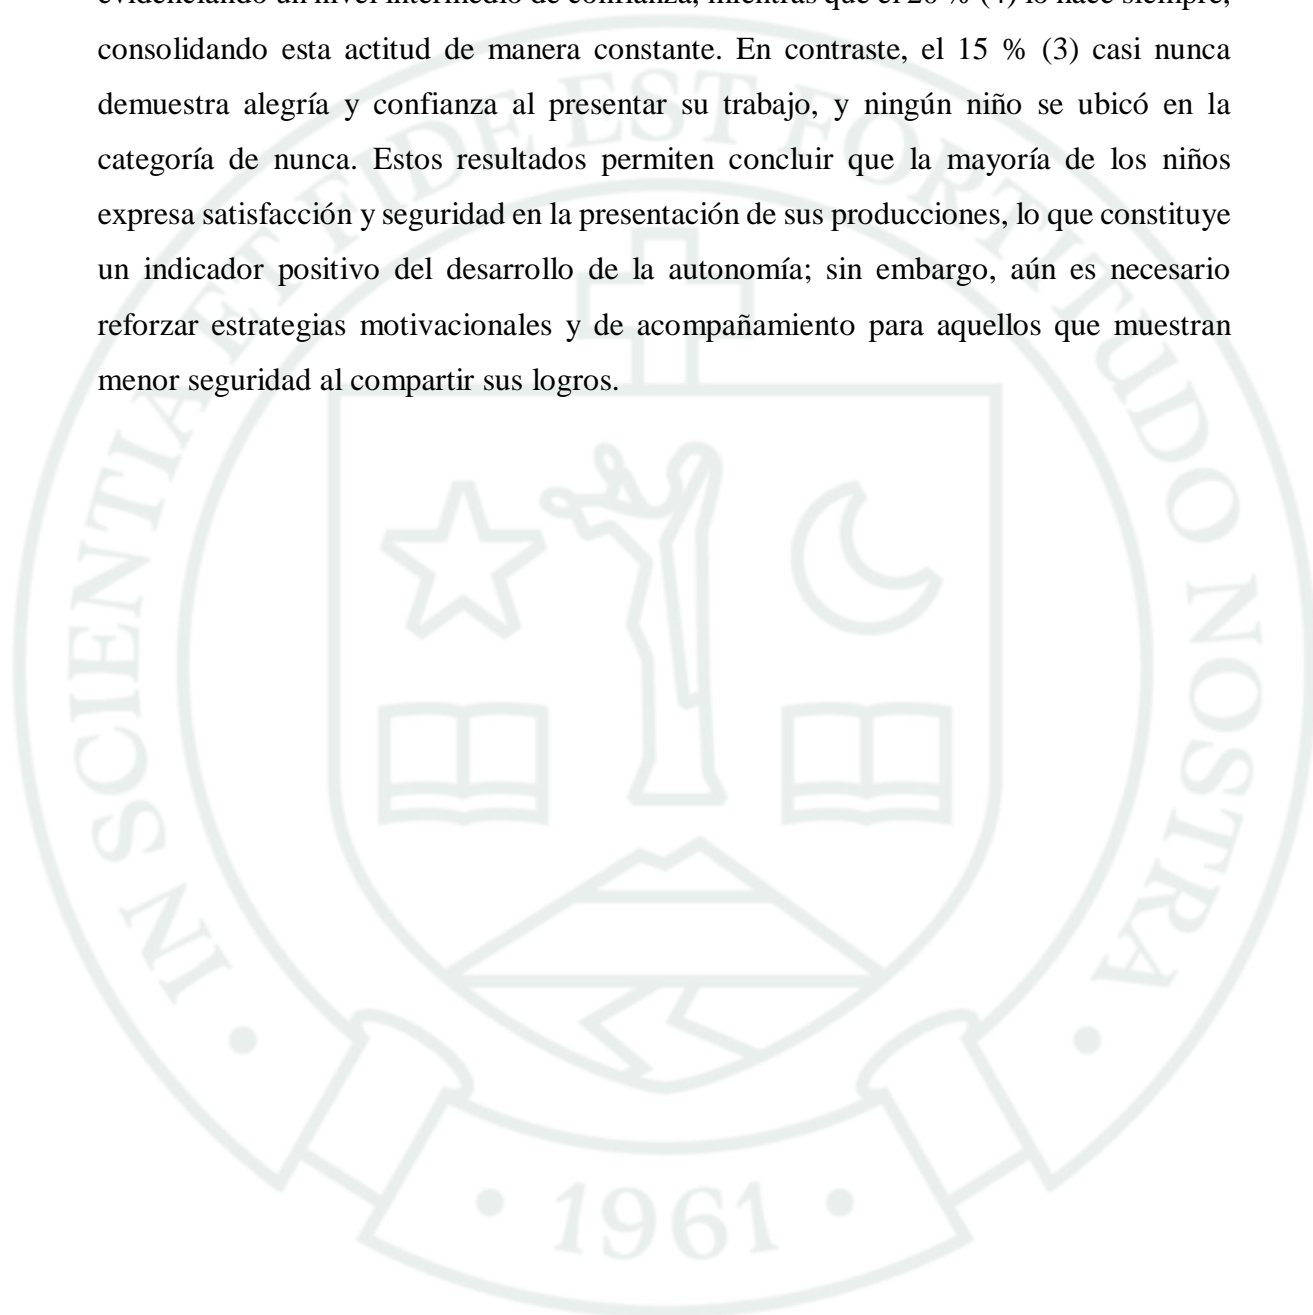 evidenciando un nivel intermedio de confianza, mientras que el 20 % (4) lo hace siempre,
consolidando esta actitud de manera constante. En contraste, el 15 % (3) casi nunca
demuestra alegría y confianza al presentar su trabajo, y ningún niño se ubicó en la
categoría de nunca. Estos resultados permiten concluir que la mayoría de los niños
expresa satisfacción y seguridad en la presentación de sus producciones, lo que constituye
un indicador positivo del desarrollo de la autonomía; sin embargo, aún es necesario
reforzar estrategias motivacionales y de acompañamiento para aquellos que muestran
menor seguridad al compartir sus logros.
IN SCIENTIA ET FIDE EST FORTITUDO NOSTRA
• 1961 •